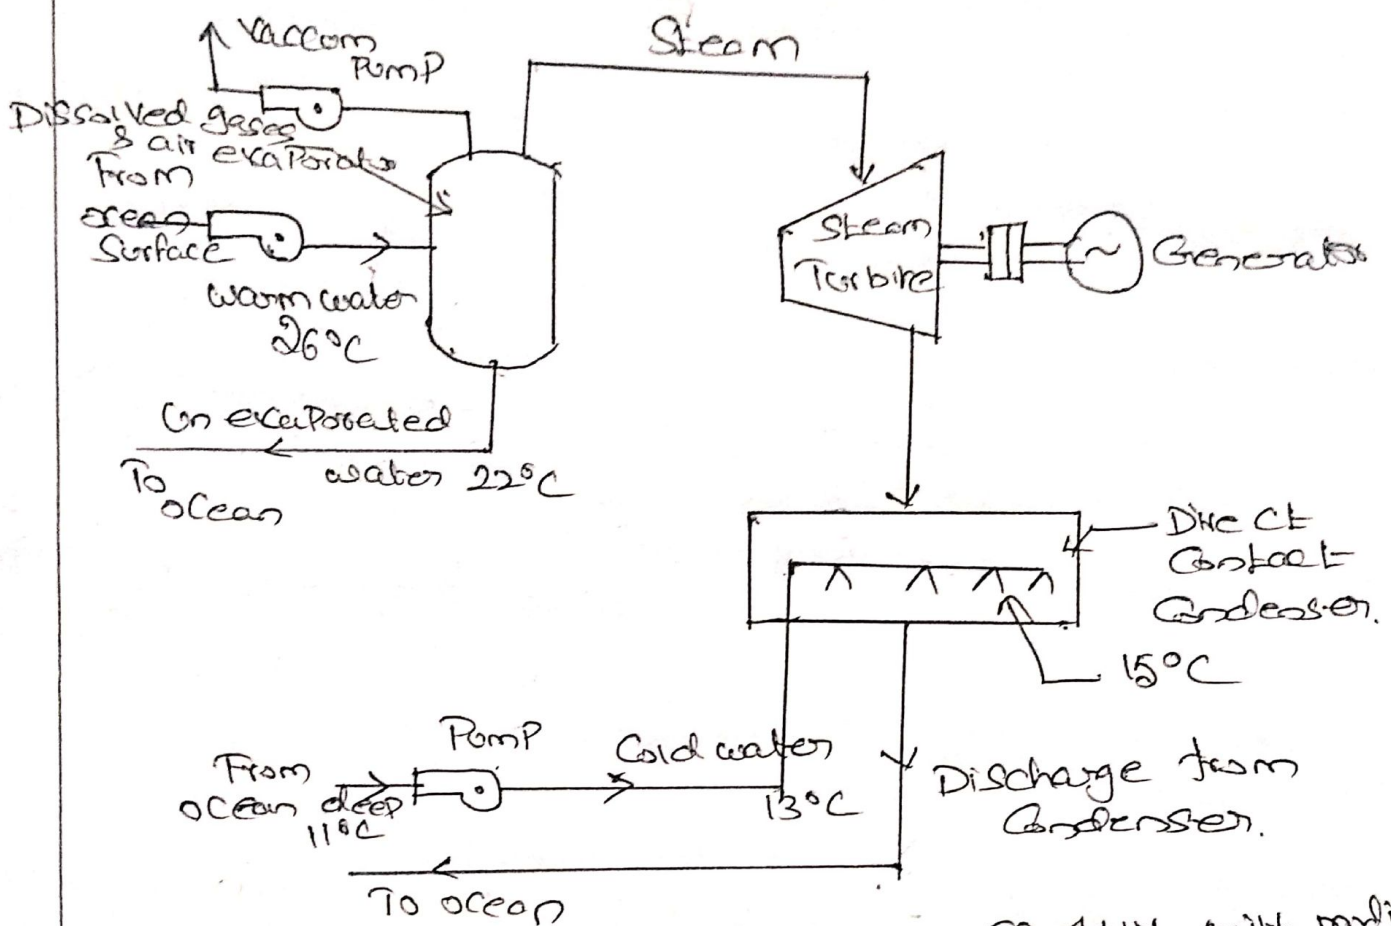 Vaccom
Pump
Steam
Dissolved gases
& air evaporator
From
ocean
Surface
warm water
26°C
Steam
Turbine
Generator
Un evaporated
water 22°C
To
ocean
Direct
Contact
Condenser.
15°C
Pump
Cold water
From
ocean deep
11°C
13°C
Discharge from
Condenser.
To ocean